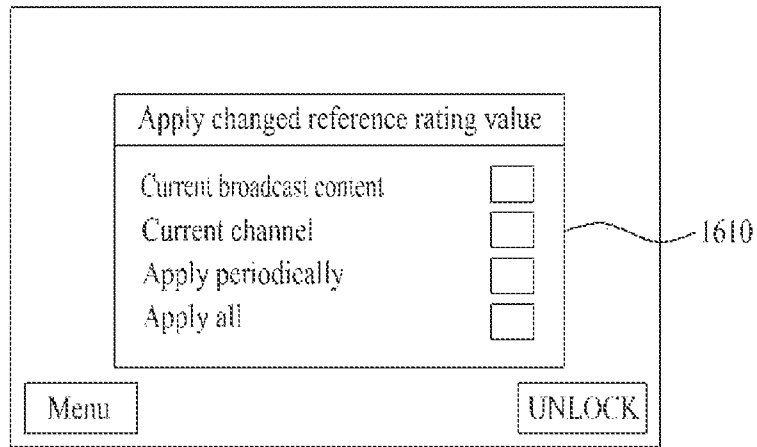 Apply changed reference rating value
Current broadcast content
Current channel
Apply periodically
Apply all
1610
Menu
UNLOCK